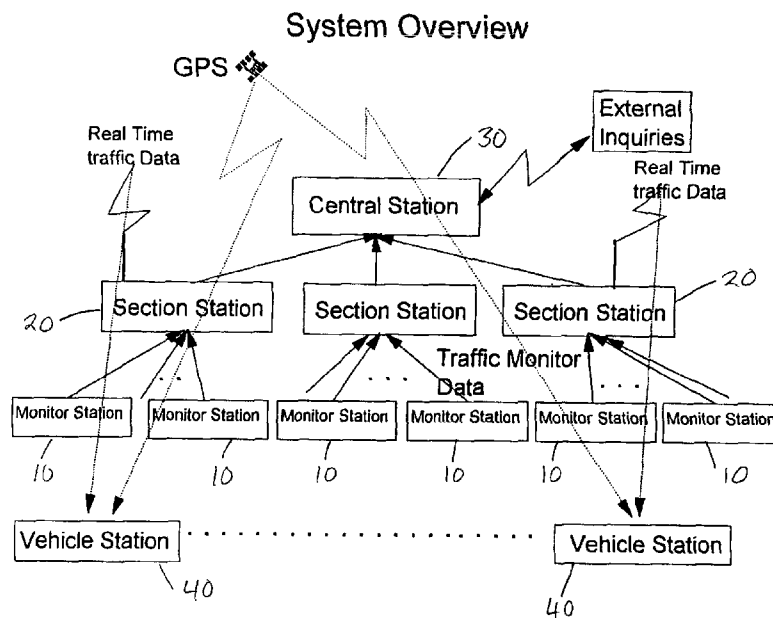 System Overview
GPS
External
Inquiries
Real Time
traffic Data
30
Real Time
traffic Data
Central Station
20
Section Station
Section Station
Section Station
20
Traffic Monitor
Data
Monitor Station
Monitor Station
Monitor Station
Monitor Station
Monitor Station
Monitor Station
10
10
10
10
10
10
Vehicle Station
Vehicle Station
40
40